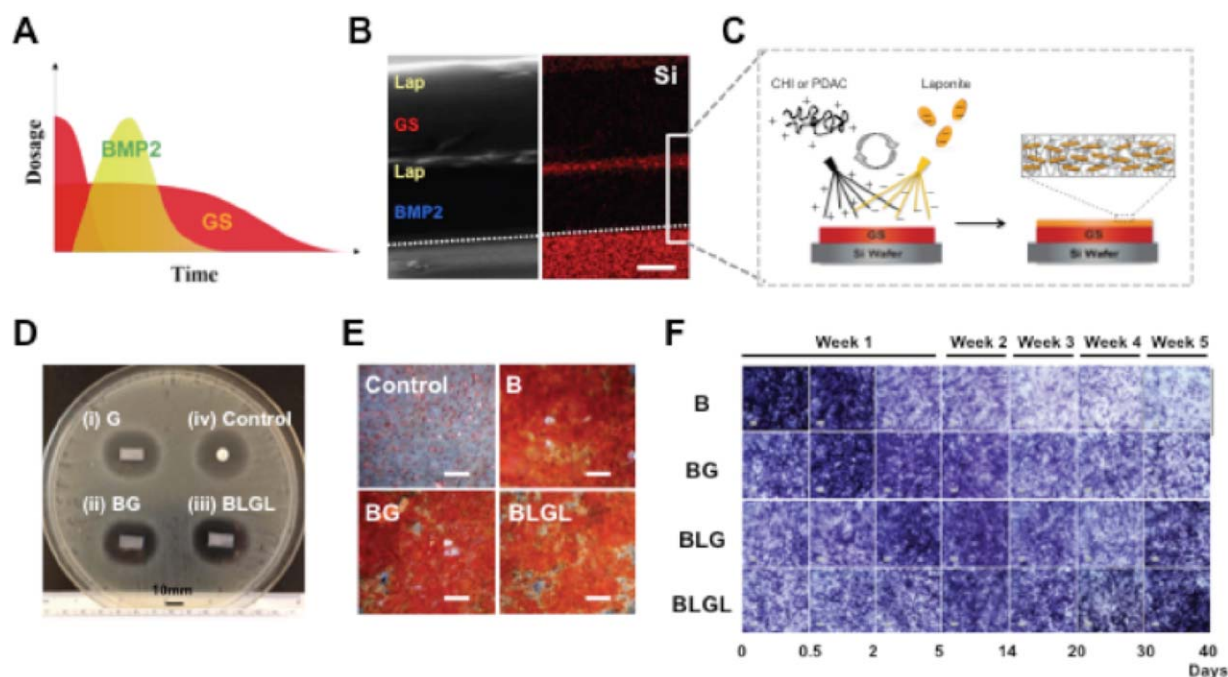 A
Dosage
BMP2
GS
Time
B
Lap
GS
Lap
BMP2
Si
C
CHI or PDAC
Laponite
GS
Si Wafer
GS
Si Wafer
D
(i) G
(iv) Control
(ii) BG
(iii) BLGL
10mm
E
Control
B
BG
BLGL
F
Week 1 Week 2 Week 3 Week 4 Week 5
B
BG
BLG
BLGL
0 0.5 2 5 14 20 30 40
Days